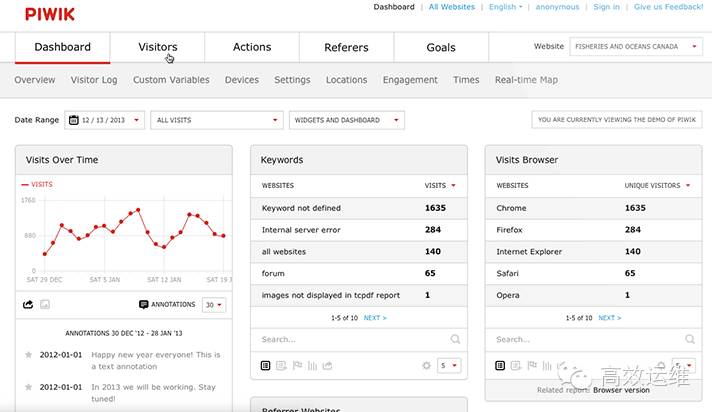 PIWIK
Dashboard | All Websites | English | anonymous | Sign in | Give us Feedback!
Dashboard Visitors Actions Referers Goals Website FISHERIES AND OCEANS CANADA
Overview Visitor Log Custom Variables Devices Settings Locations Engagement Times Real-time Map
Date Range 12 / 13 / 2013 ALL VISITS WIDGETS AND DASHBOARD YOU ARE CURRENTLY VIEWING THE DEMO OF PIWIK
Visits Over Time
VISITS
1760
880
0
SAT 29 DEC SAT 5 JAN SAT 12 JAN SAT 19 J
ANNOTATIONS 30
ANNOTATIONS 30 DEC '12 - 28 JAN '13
2012-01-01 Happy new year everyone! This is
a text annotation
2012-01-01 In 2013 we will be working. Stay
tuned!
Keywords
WEBSITES VISITS
Keyword not defined 1635
Internal server error 284
all websites 140
forum 65
images not displayed in tcpdf report 1
1-5 of 10 NEXT >
Search...
5
Referrer Websites
Visits Browser
WEBSITES UNIQUE VISITORS
Chrome 1635
Firefox 284
Internet Explorer 140
Safari 65
Opera 1
1-5 of 10 NEXT >
Search...
5
Related report: Browser version
高效运维